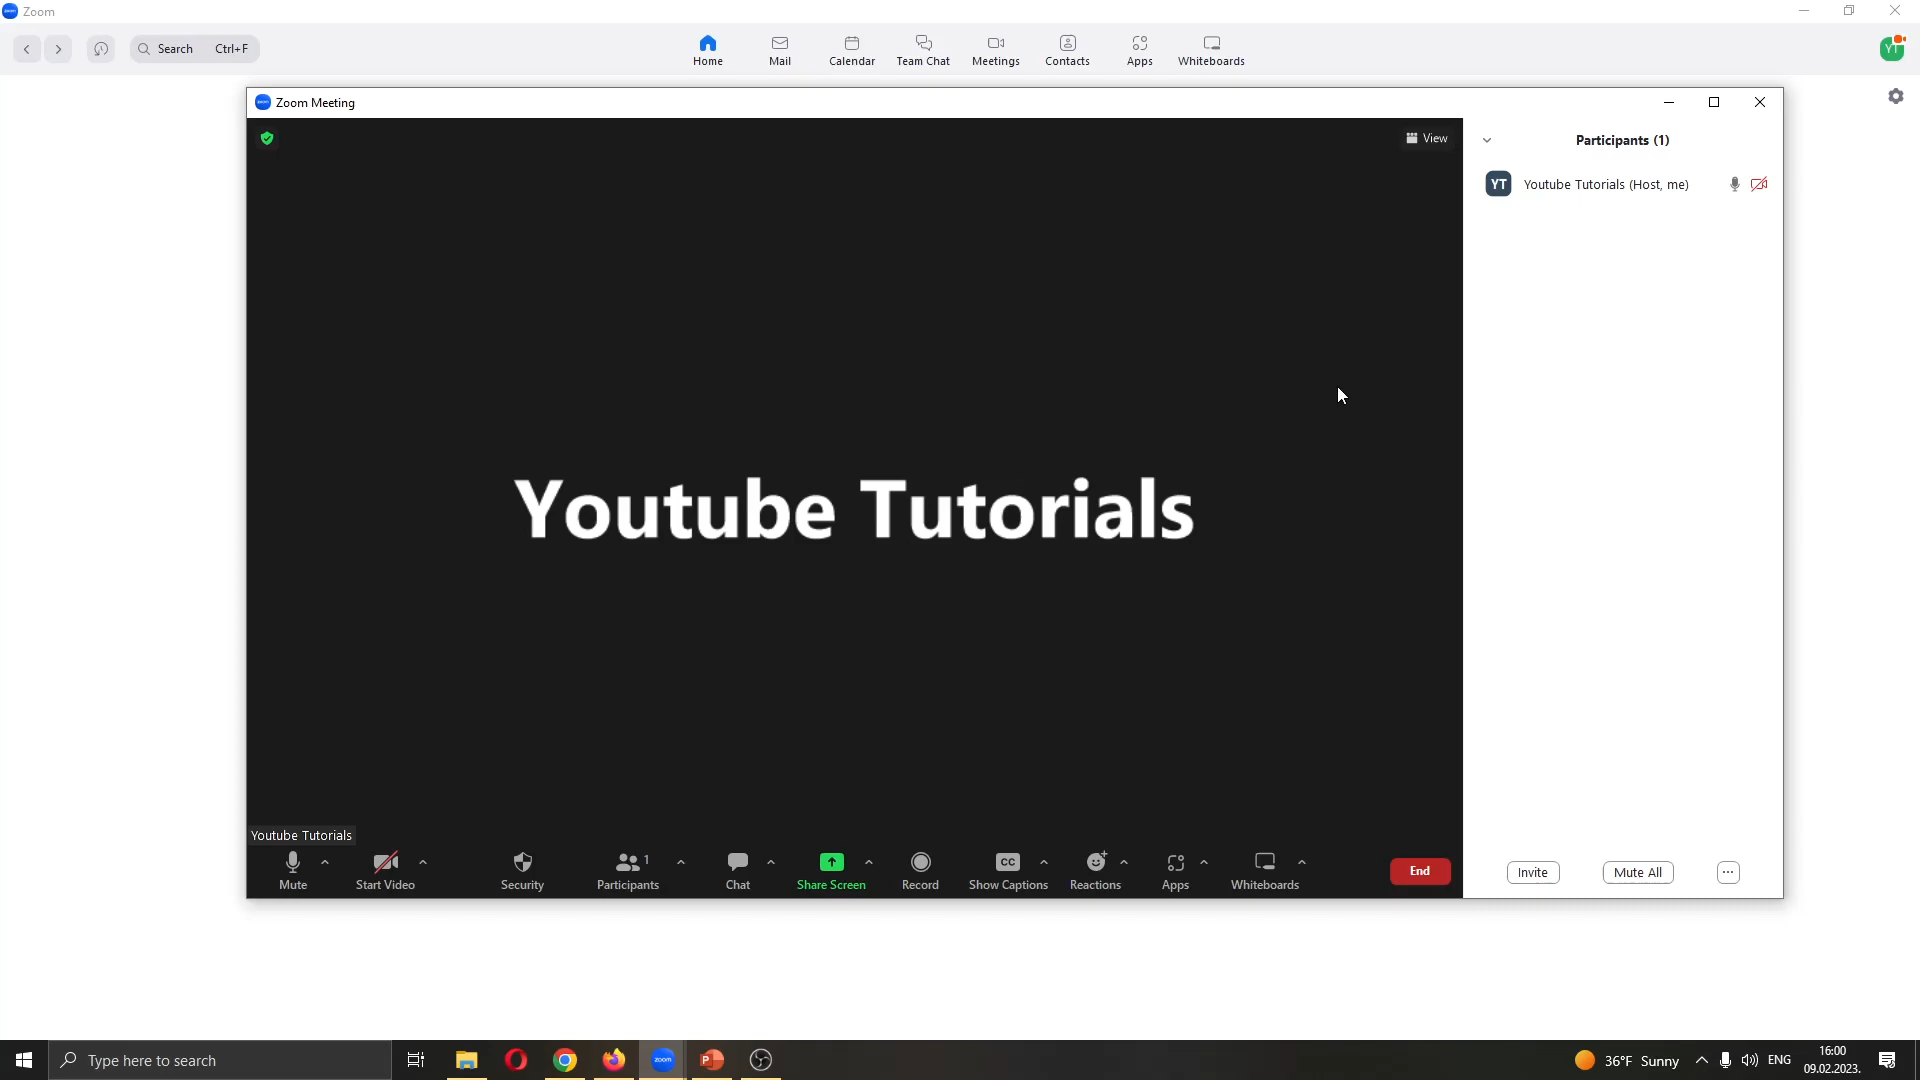 Zoom
Search Ctrl+F
Home Mail Calendar Team Chat Meetings Contacts Apps Whiteboards
YT
zoom Zoom Meeting
View
Participants (1)
YT Youtube Tutorials (Host, me)
Youtube Tutorials
Youtube Tutorials
Mute Start Video Security Participants 1 Chat Share Screen Record CC Show Captions Reactions Apps Whiteboards End
Invite Mute All ...
Type here to search
zoom
P
36°F Sunny
ENG
16:00
09.02.2023.